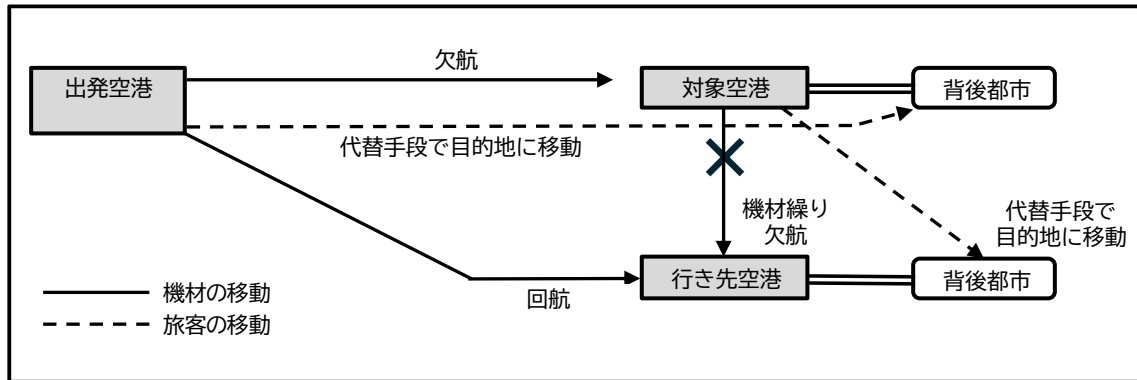 欠航
出発空港
対象空港
背後都市
代替手段で目的地に移動
機材繰り
欠航
代替手段で
目的地に移動
行き先空港
背後都市
回航
機材の移動
旅客の移動